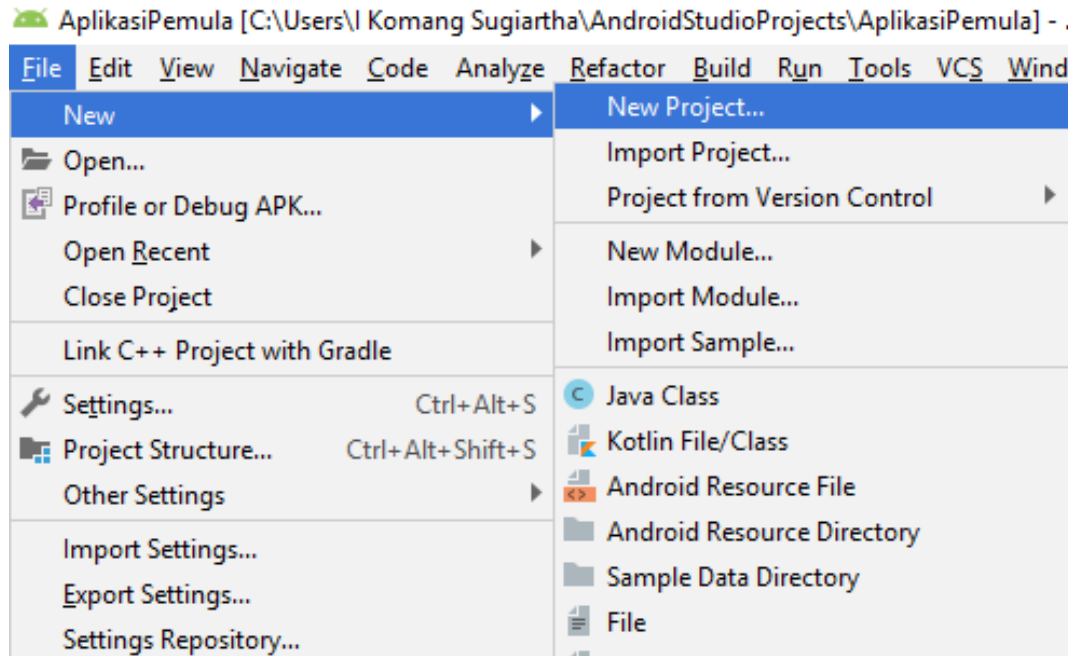 AplikasiPemula [C:\Users\I Komang Sugiartha\AndroidStudioProjects\AplikasiPemula] - .
File Edit View Navigate Code Analyze Refactor Build Run Tools VCS Wind
New
Open...
Profile or Debug APK...
Open Recent
Close Project
Link C++ Project with Gradle
Settings... Ctrl+Alt+S
Project Structure... Ctrl+Alt+Shift+S
Other Settings
Import Settings...
Export Settings...
Settings Repository...
New Project...
Import Project...
Project from Version Control
New Module...
Import Module...
Import Sample...
C Java Class
Kotlin File/Class
<> Android Resource File
Android Resource Directory
Sample Data Directory
File